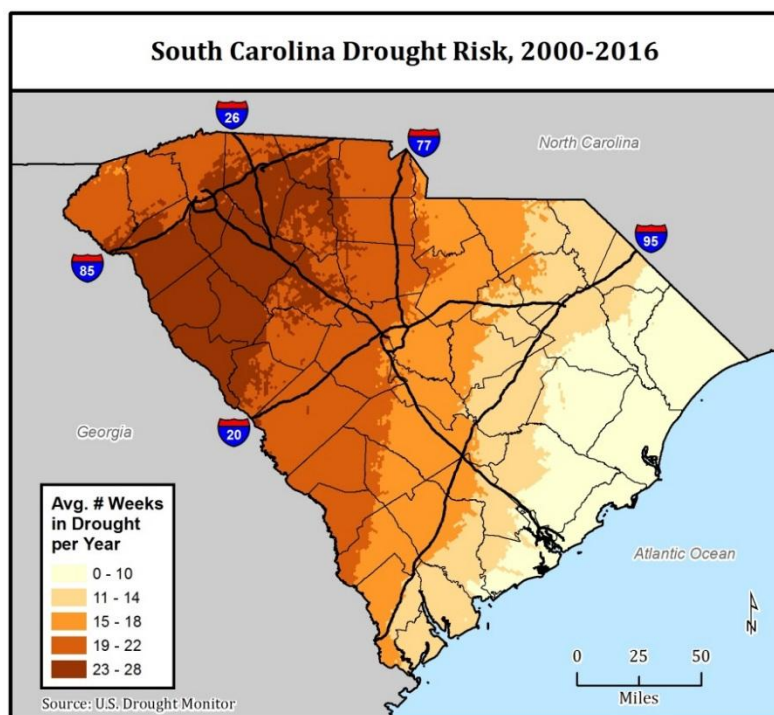 South Carolina Drought Risk, 2000-2016
26
77
North Carolina
95
85
20
Georgia
Atlantic Ocean
Avg. # Weeks
in Drought
per Year
0 - 10
11 - 14
15 - 18
19 - 22
23 - 28
N
0 25 50
Miles
Source: U.S. Drought Monitor